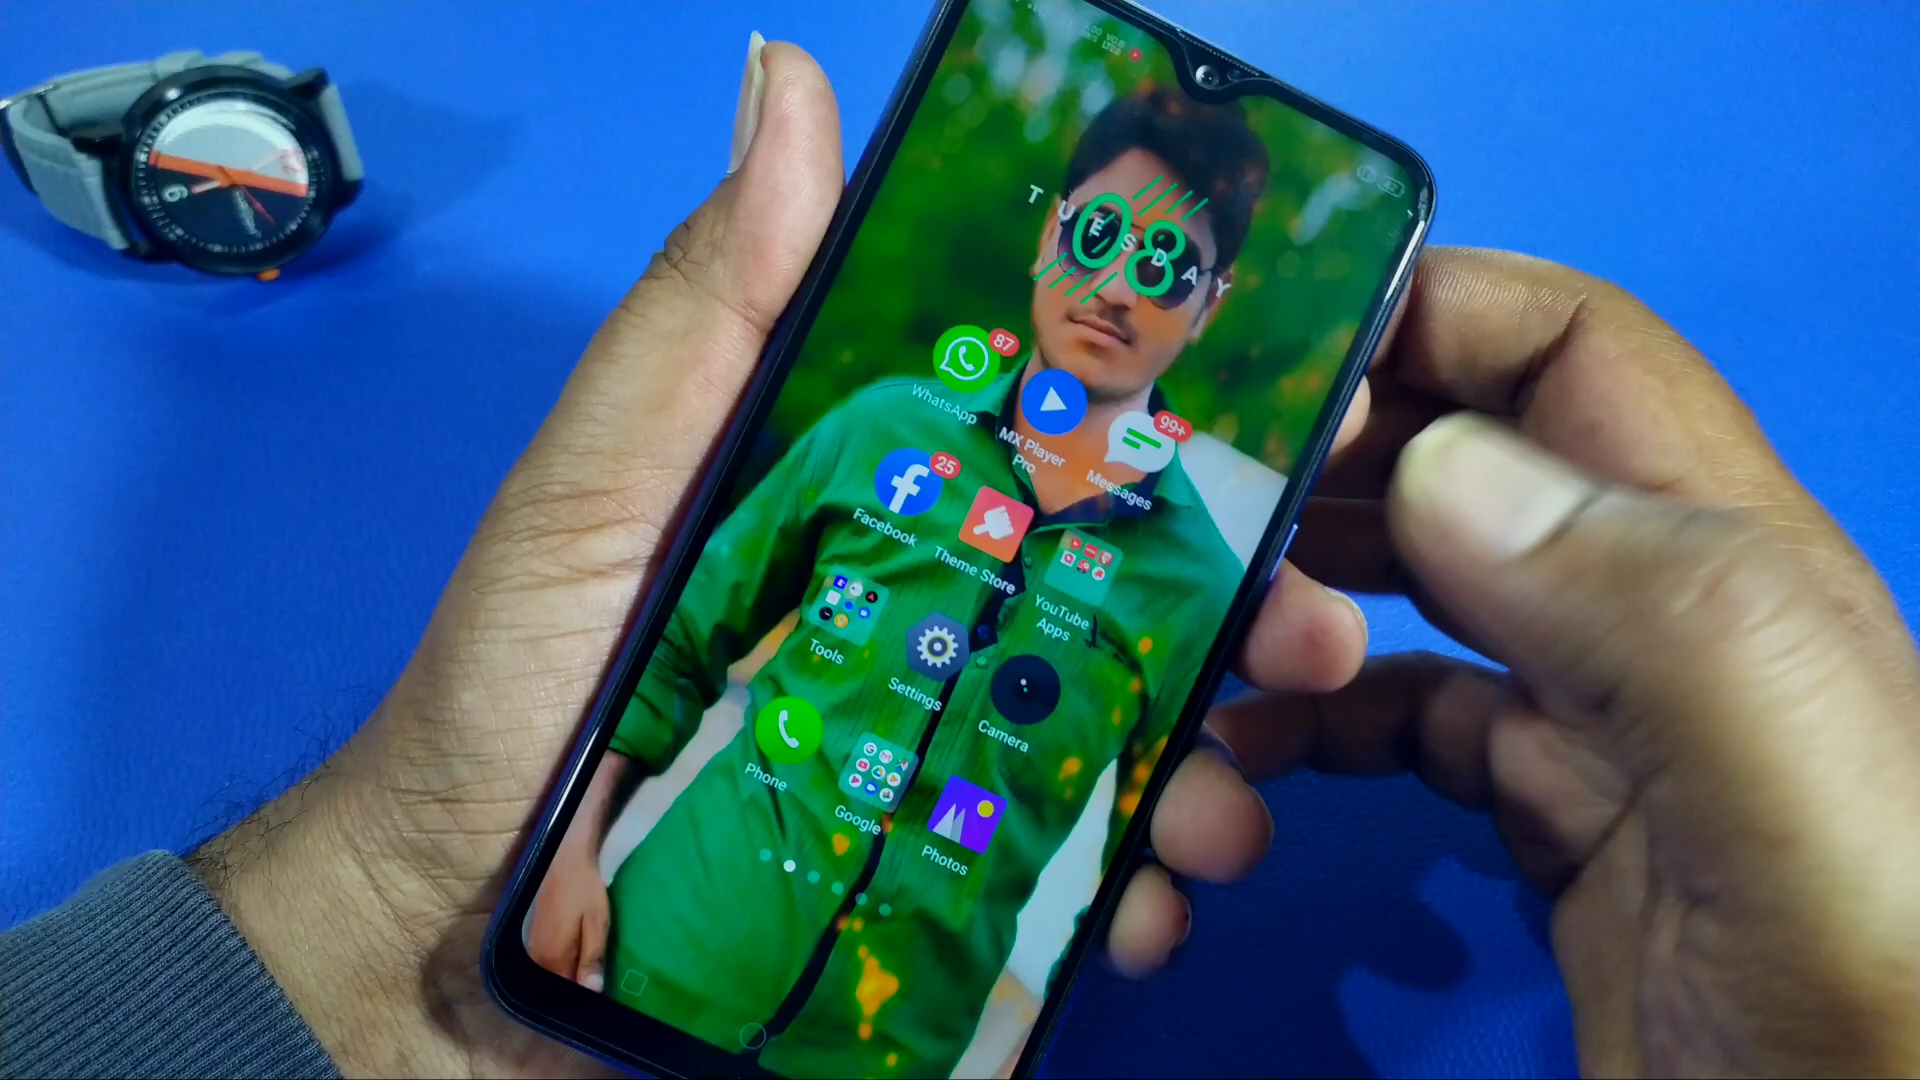 TUESDAY
08
87
WhatsApp
MX Player
Pro
99+
Messages
25
Facebook
Theme Store
YouTube
Apps
Tools
Settings
Camera
Phone
Google
Photos